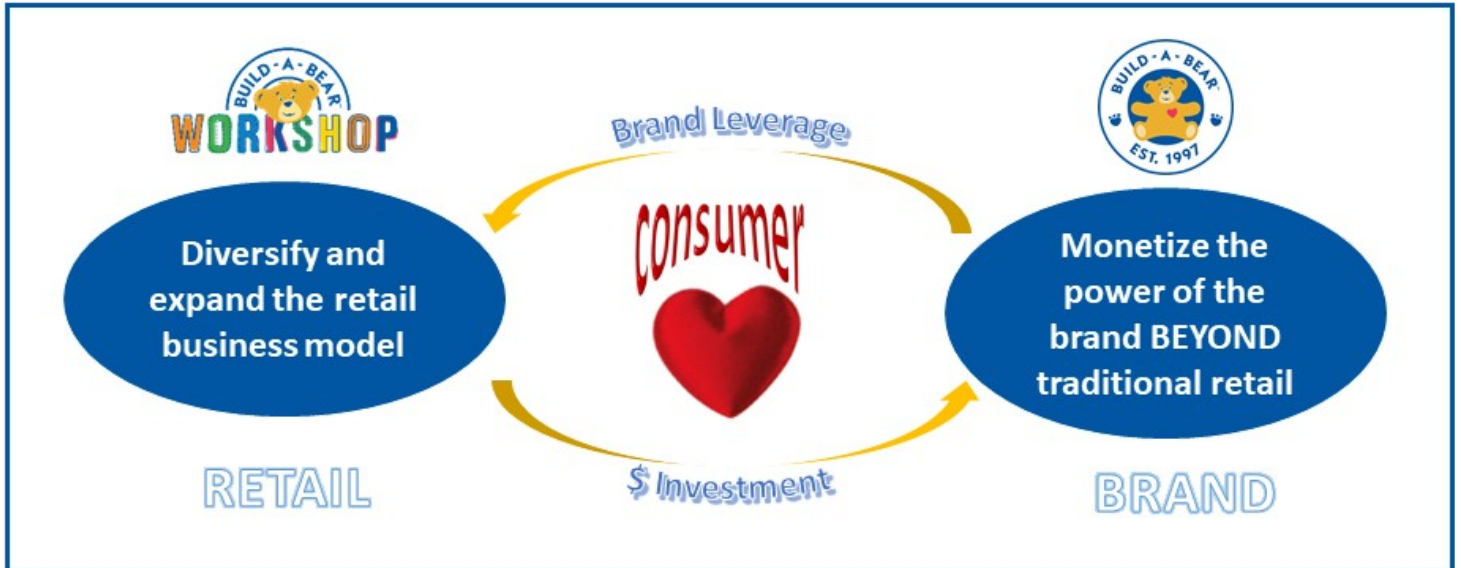 BUILD-A-BEAR
WORKSHOP
Diversify and
expand the retail
business model
RETAIL
Brand Leverage
consumer
$ Investment
BUILD-A-BEAR
EST. 1997
Monetize the
power of the
brand BEYOND
traditional retail
BRAND